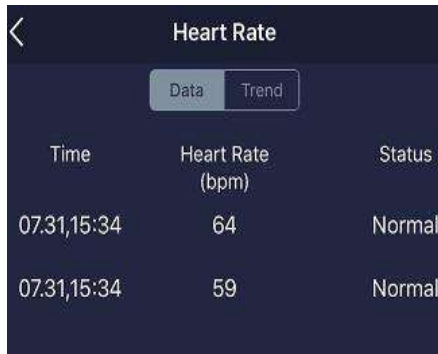 Heart Rate
Data Trend
Time Heart Rate (bpm) Status
07.31,15:34 64 Normal
07.31,15:34 59 Normal